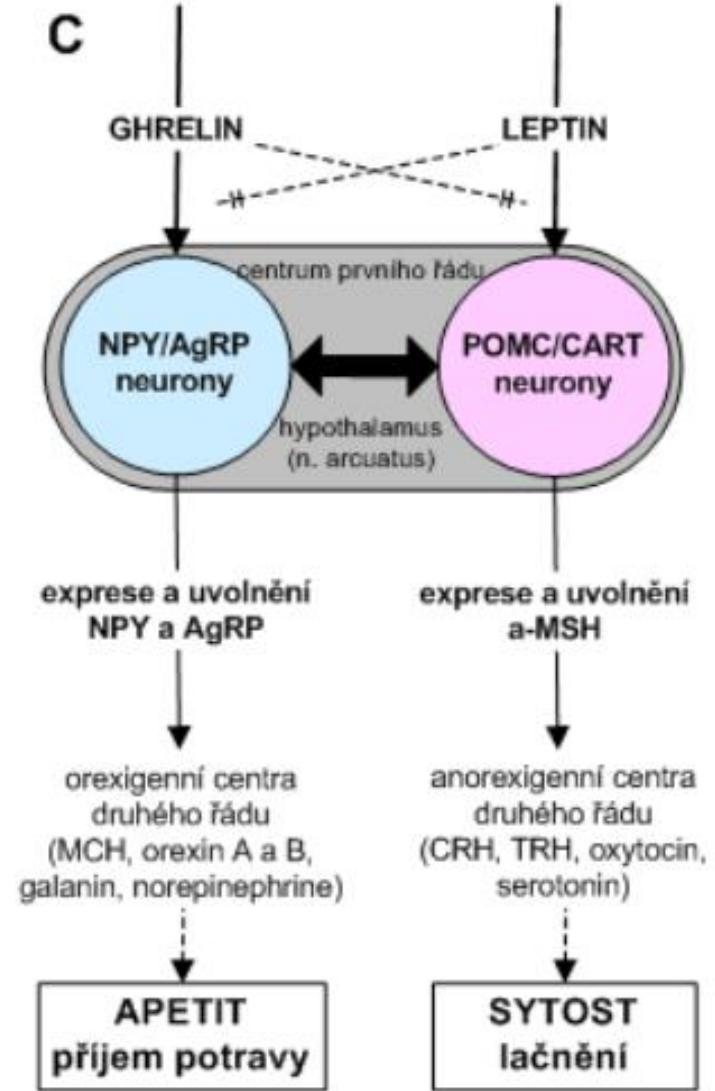 C
GHRELIN
LEPTIN
centrum prvního řádu
NPY/AgRP
neurony
POMC/CART
neurony
hypothalamus
(n. arcuatus)
exprese a uvolnění
NPY a AgRP
exprese a uvolnění
a-MSH
orexigenní centra
druhého řádu
(MCH, orexin A a B,
galanin, norepinephrine)
anorexigenní centra
druhého řádu
(CRH, TRH, oxytocin,
serotonin)
APETIT
příjem potravy
SYTOST
lačnění